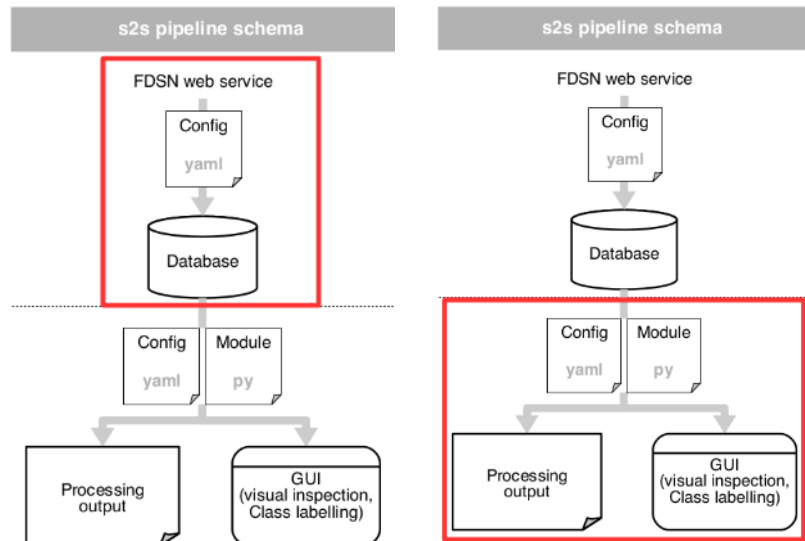 s2s pipeline schema
FDSN web service
Config
yaml
Database
Config Module
yaml py
Processing
output
GUI
(visual inspection,
Class labelling)
s2s pipeline schema
FDSN web service
Config
yaml
Database
Config Module
yaml py
Processing
output
GUI
(visual inspection,
Class labelling)